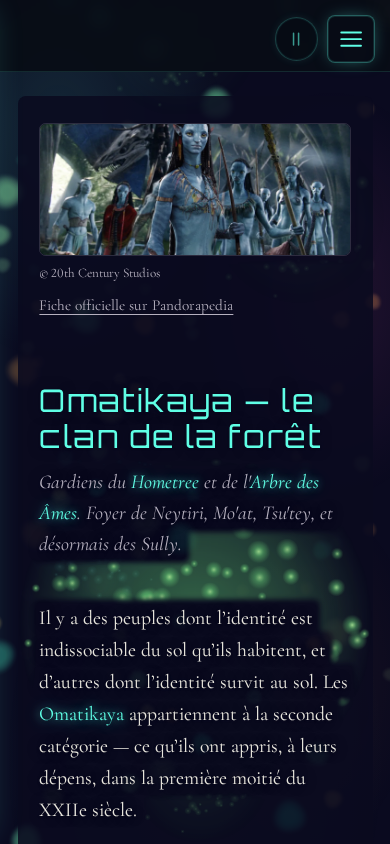 © 20th Century Studios
Fiche officielle sur Pandorapedia
Omatikaya — le
clan de la forêt
Gardiens du Hometree et de l'Arbre des
Âmes. Foyer de Neytiri, Mo'at, Tsu'tey, et
désormais des Sully.
Il y a des peuples dont l’identité est
indissociable du sol qu’ils habitent, et
d’autres dont l’identité survit au sol. Les
Omatikaya appartiennent à la seconde
catégorie — ce qu’ils ont appris, à leurs
dépens, dans la première moitié du
XXIIe siècle.